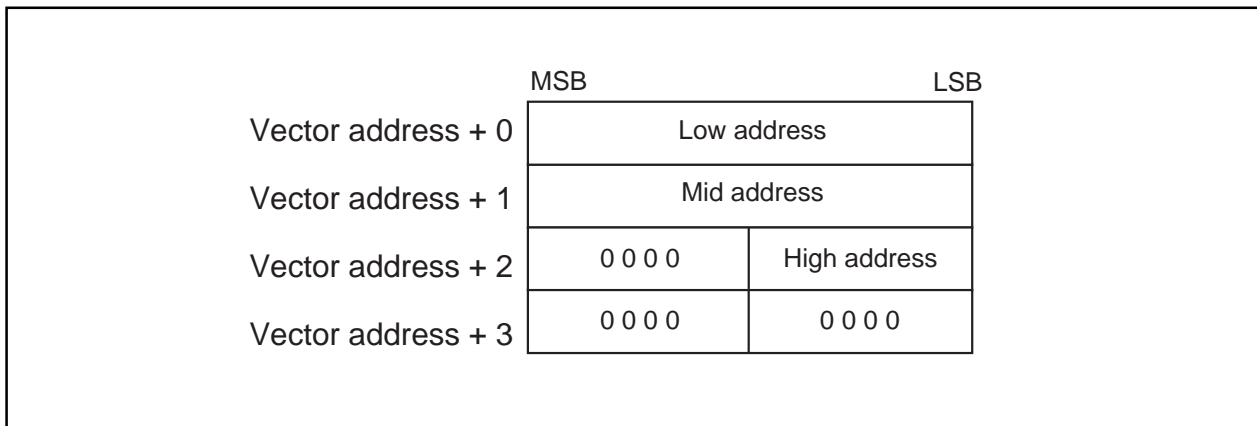 MSB LSB
Vector address + 0 Low address
Vector address + 1 Mid address
Vector address + 2 0 0 0 0 High address
Vector address + 3 0 0 0 0 0 0 0 0